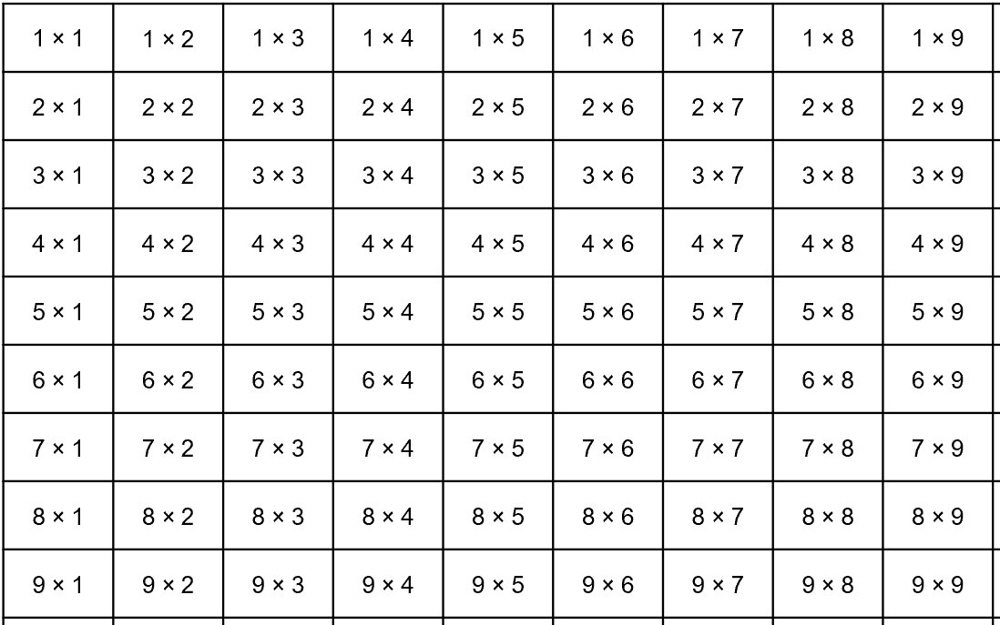 1 × 1 1 × 2 1 × 3 1 × 4 1 × 5 1 × 6 1 × 7 1 × 8 1 × 9
2 × 1 2 × 2 2 × 3 2 × 4 2 × 5 2 × 6 2 × 7 2 × 8 2 × 9
3 × 1 3 × 2 3 × 3 3 × 4 3 × 5 3 × 6 3 × 7 3 × 8 3 × 9
4 × 1 4 × 2 4 × 3 4 × 4 4 × 5 4 × 6 4 × 7 4 × 8 4 × 9
5 × 1 5 × 2 5 × 3 5 × 4 5 × 5 5 × 6 5 × 7 5 × 8 5 × 9
6 × 1 6 × 2 6 × 3 6 × 4 6 × 5 6 × 6 6 × 7 6 × 8 6 × 9
7 × 1 7 × 2 7 × 3 7 × 4 7 × 5 7 × 6 7 × 7 7 × 8 7 × 9
8 × 1 8 × 2 8 × 3 8 × 4 8 × 5 8 × 6 8 × 7 8 × 8 8 × 9
9 × 1 9 × 2 9 × 3 9 × 4 9 × 5 9 × 6 9 × 7 9 × 8 9 × 9